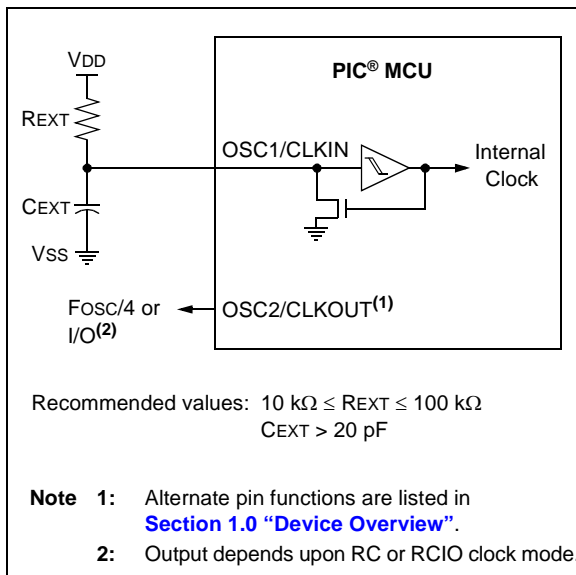 VDD
PIC® MCU
REXT
OSC1/CLKIN
Internal
Clock
CEXT
VSS
FOSC/4 or
I/O(2)
OSC2/CLKOUT(1)
Recommended values: 10 kΩ ≤ REXT ≤ 100 kΩ
CEXT > 20 pF
Note 1: Alternate pin functions are listed in
Section 1.0 “Device Overview”.
2: Output depends upon RC or RCIO clock mode.